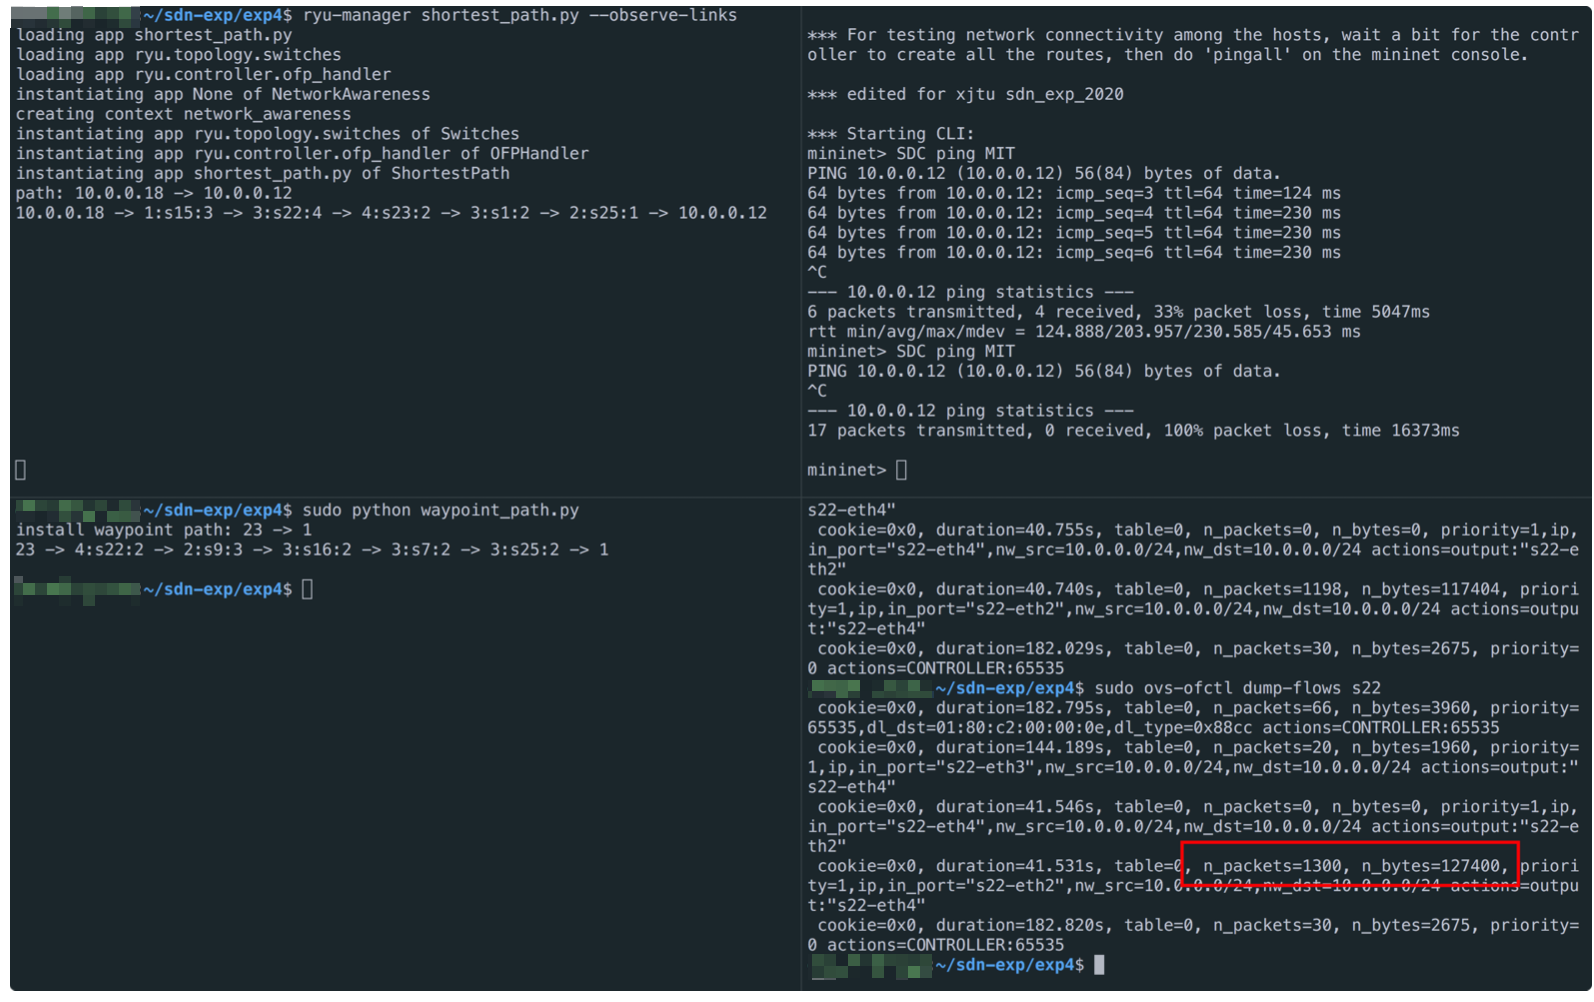 ~/sdn-exp/exp4$ ryu-manager shortest_path.py --observe-links
loading app shortest_path.py
loading app ryu.topology.switches
loading app ryu.controller.ofp_handler
instantiating app None of NetworkAwareness
creating context network_awareness
instantiating app ryu.topology.switches of Switches
instantiating app ryu.controller.ofp_handler of OFPHandler
instantiating app shortest_path.py of ShortestPath
path: 10.0.0.18 -> 10.0.0.12
10.0.0.18 -> 1:s15:3 -> 3:s22:4 -> 4:s23:2 -> 3:s1:2 -> 2:s25:1 -> 10.0.0.12
*** For testing network connectivity among the hosts, wait a bit for the contr
oller to create all the routes, then do 'pingall' on the mininet console.
*** edited for xjtu sdn_exp_2020
*** Starting CLI:
mininet> SDC ping MIT
PING 10.0.0.12 (10.0.0.12) 56(84) bytes of data.
64 bytes from 10.0.0.12: icmp_seq=3 ttl=64 time=124 ms
64 bytes from 10.0.0.12: icmp_seq=4 ttl=64 time=230 ms
64 bytes from 10.0.0.12: icmp_seq=5 ttl=64 time=230 ms
64 bytes from 10.0.0.12: icmp_seq=6 ttl=64 time=230 ms
^C
--- 10.0.0.12 ping statistics ---
6 packets transmitted, 4 received, 33% packet loss, time 5047ms
rtt min/avg/max/mdev = 124.888/203.957/230.585/45.653 ms
mininet> SDC ping MIT
PING 10.0.0.12 (10.0.0.12) 56(84) bytes of data.
^C
--- 10.0.0.12 ping statistics ---
17 packets transmitted, 0 received, 100% packet loss, time 16373ms
mininet>
~/sdn-exp/exp4$ sudo python waypoint_path.py
install waypoint path: 23 -> 1
23 -> 4:s22:2 -> 2:s9:3 -> 3:s16:2 -> 3:s7:2 -> 3:s25:2 -> 1
~/sdn-exp/exp4$
s22-eth4"
cookie=0x0, duration=40.755s, table=0, n_packets=0, n_bytes=0, priority=1,ip,
in_port="s22-eth4",nw_src=10.0.0.0/24,nw_dst=10.0.0.0/24 actions=output:"s22-e
th2"
cookie=0x0, duration=40.740s, table=0, n_packets=1198, n_bytes=117404, priori
ty=1,ip,in_port="s22-eth2",nw_src=10.0.0.0/24,nw_dst=10.0.0.0/24 actions=outpu
t:"s22-eth4"
cookie=0x0, duration=182.029s, table=0, n_packets=30, n_bytes=2675, priority=
0 actions=CONTROLLER:65535
~/sdn-exp/exp4$ sudo ovs-ofctl dump-flows s22
cookie=0x0, duration=182.795s, table=0, n_packets=66, n_bytes=3960, priority=
65535,dl_dst=01:80:c2:00:00:0e,dl_type=0x88cc actions=CONTROLLER:65535
cookie=0x0, duration=144.189s, table=0, n_packets=20, n_bytes=1960, priority=
1,ip,in_port="s22-eth3",nw_src=10.0.0.0/24,nw_dst=10.0.0.0/24 actions=output:"
s22-eth4"
cookie=0x0, duration=41.546s, table=0, n_packets=0, n_bytes=0, priority=1,ip,
in_port="s22-eth4",nw_src=10.0.0.0/24,nw_dst=10.0.0.0/24 actions=output:"s22-e
th2"
cookie=0x0, duration=41.531s, table=0, n_packets=1300, n_bytes=127400, priori
ty=1,ip,in_port="s22-eth2",nw_src=10.0.0.0/24,nw_dst=10.0.0.0/24 actions=outpu
t:"s22-eth4"
cookie=0x0, duration=182.820s, table=0, n_packets=30, n_bytes=2675, priority=
0 actions=CONTROLLER:65535
~/sdn-exp/exp4$